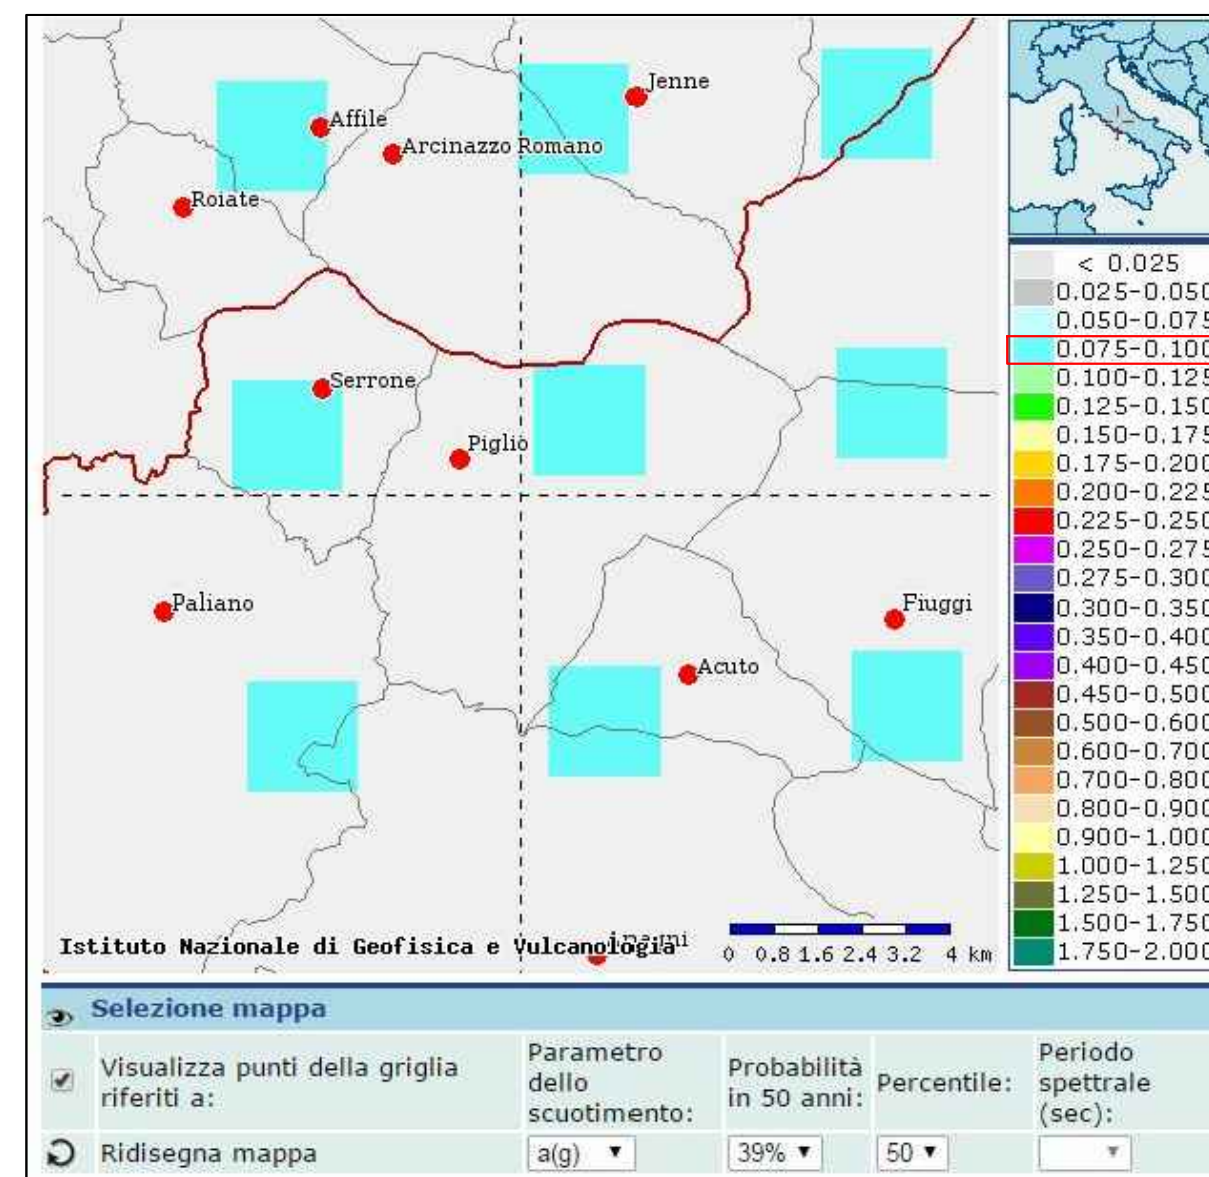 Jenne
Affile
Arcinazzo Romano
Roiate
Serrone
Piglio
Paliano
Fiuggi
Acuto
Istituto Nazionale di Geofisica e Vulcanologia
0 0.8 1.6 2.4 3.2 4 km
< 0.025
0.025-0.050
0.050-0.075
0.075-0.100
0.100-0.125
0.125-0.150
0.150-0.175
0.175-0.200
0.200-0.225
0.225-0.250
0.250-0.275
0.275-0.300
0.300-0.350
0.350-0.400
0.400-0.450
0.450-0.500
0.500-0.600
0.600-0.700
0.700-0.800
0.800-0.900
0.900-1.000
1.000-1.250
1.250-1.500
1.500-1.750
1.750-2.000
Selezione mappa
Visualizza punti della griglia
riferiti a:
Parametro
dello
scuotimento:
Probabilità
in 50 anni:
Percentile:
Periodo
spettrale
(sec):
Ridisegna mappa
a(g)
39%
50